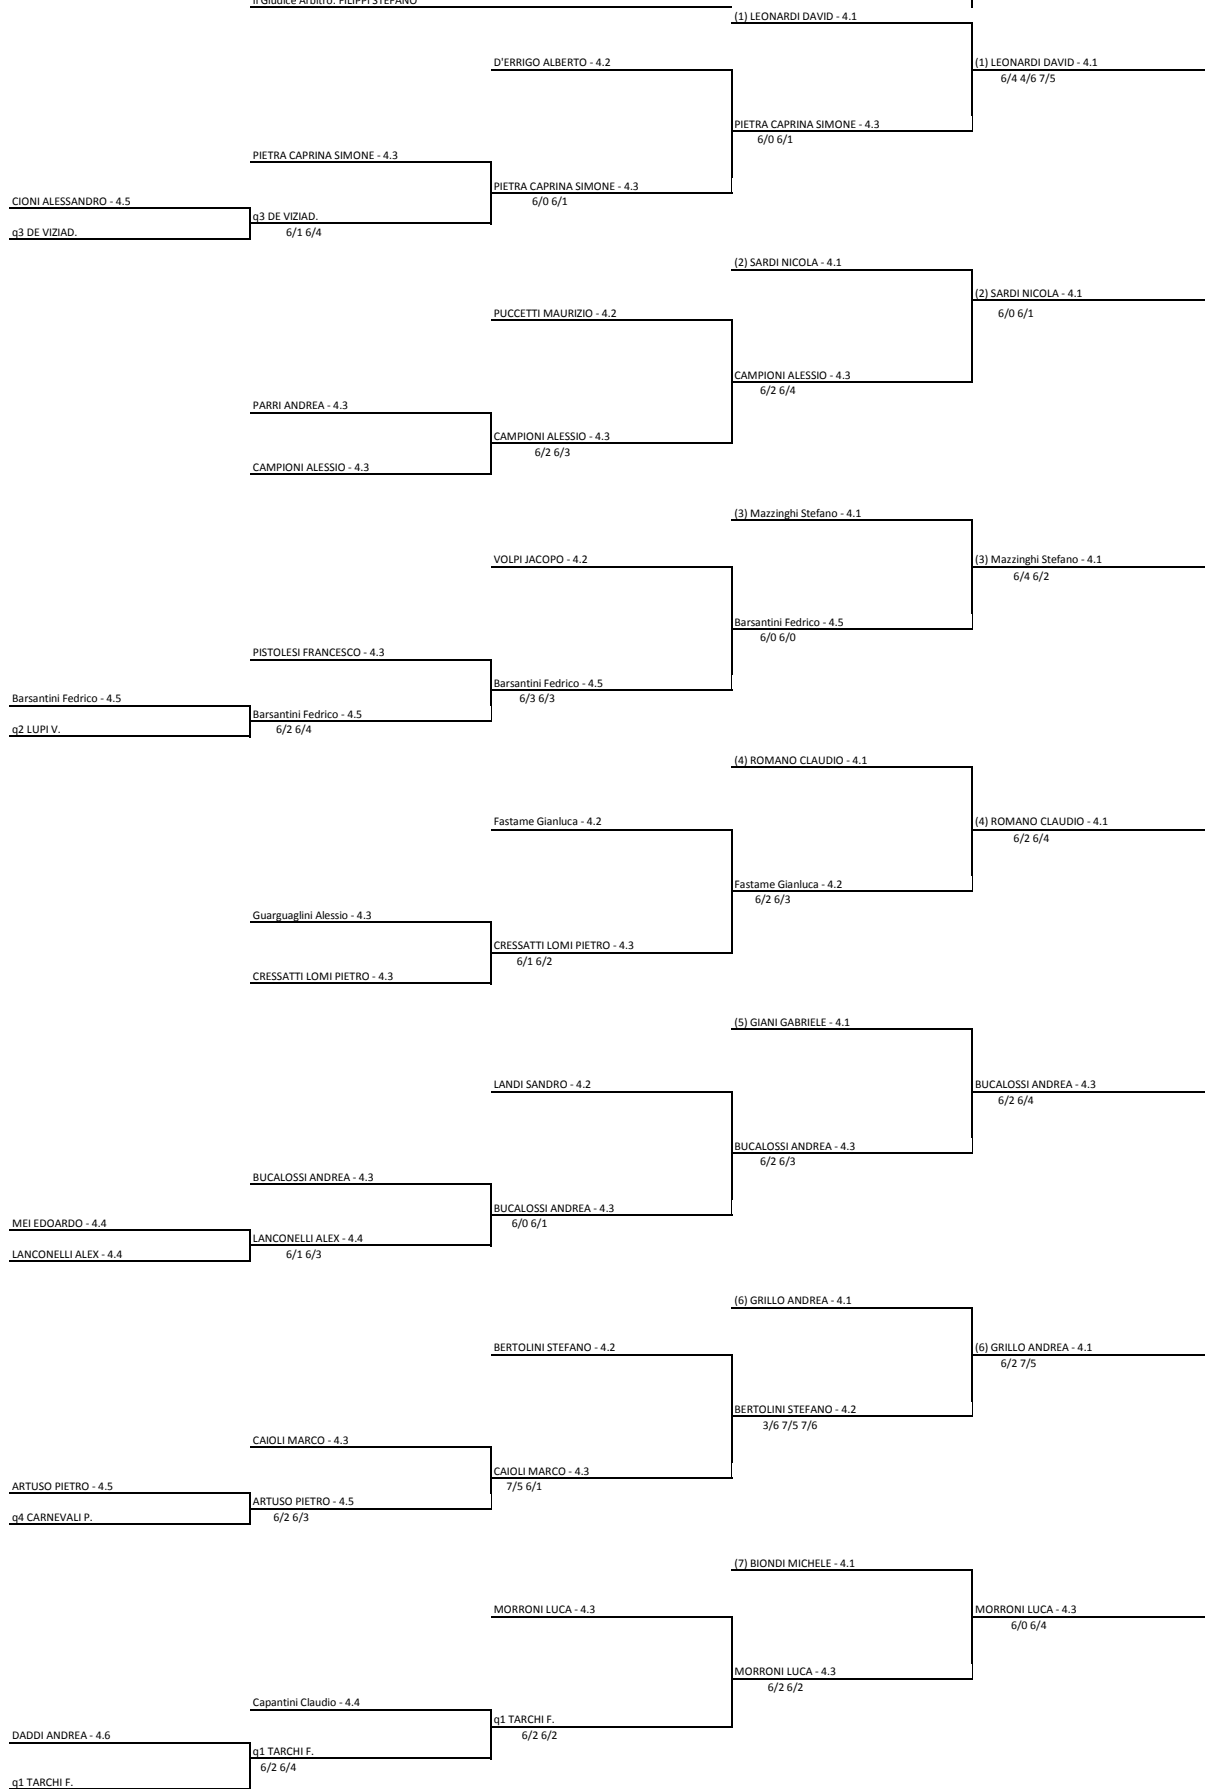 Il Giudice Arbitro: FILIPPI STEFANO
(1) LEONARDI DAVID - 4.1
D'ERRIGO ALBERTO - 4.2
(1) LEONARDI DAVID - 4.1
6/4 4/6 7/5
PIETRA CAPRINA SIMONE - 4.3
6/0 6/1
PIETRA CAPRINA SIMONE - 4.3
PIETRA CAPRINA SIMONE - 4.3
6/0 6/1
CIONI ALESSANDRO - 4.5
q3 DE VIZIAD.
6/1 6/4
q3 DE VIZIAD.
(2) SARDI NICOLA - 4.1
(2) SARDI NICOLA - 4.1
6/0 6/1
PUCCETTI MAURIZIO - 4.2
CAMPIONI ALESSIO - 4.3
6/2 6/4
PARRI ANDREA - 4.3
CAMPIONI ALESSIO - 4.3
6/2 6/3
CAMPIONI ALESSIO - 4.3
(3) Mazzinghi Stefano - 4.1
VOLPI JACOPO - 4.2
(3) Mazzinghi Stefano - 4.1
6/4 6/2
Barsantini Fedrico - 4.5
6/0 6/0
PISTOLESI FRANCESCO - 4.3
Barsantini Fedrico - 4.5
6/3 6/3
Barsantini Fedrico - 4.5
Barsantini Fedrico - 4.5
6/2 6/4
q2 LUPI V.
(4) ROMANO CLAUDIO - 4.1
Fastame Gianluca - 4.2
(4) ROMANO CLAUDIO - 4.1
6/2 6/4
Fastame Gianluca - 4.2
6/2 6/3
Guarguaglini Alessio - 4.3
CRESSATTI LOMI PIETRO - 4.3
6/1 6/2
CRESSATTI LOMI PIETRO - 4.3
(5) GIANI GABRIELE - 4.1
LANDI SANDRO - 4.2
BUCALOSSI ANDREA - 4.3
6/2 6/4
BUCALOSSI ANDREA - 4.3
6/2 6/3
BUCALOSSI ANDREA - 4.3
BUCALOSSI ANDREA - 4.3
6/0 6/1
MEI EDOARDO - 4.4
LANCONELLI ALEX - 4.4
6/1 6/3
LANCONELLI ALEX - 4.4
(6) GRILLO ANDREA - 4.1
BERTOLINI STEFANO - 4.2
(6) GRILLO ANDREA - 4.1
6/2 7/5
BERTOLINI STEFANO - 4.2
3/6 7/5 7/6
CAIOLI MARCO - 4.3
CAIOLI MARCO - 4.3
7/5 6/1
ARTUSO PIETRO - 4.5
ARTUSO PIETRO - 4.5
6/2 6/3
q4 CARNEVALI P.
(7) BIONDI MICHELE - 4.1
MORRONI LUCA - 4.3
MORRONI LUCA - 4.3
6/0 6/4
MORRONI LUCA - 4.3
6/2 6/2
Capantini Claudio - 4.4
q1 TARCHI F.
6/2 6/2
DADDI ANDREA - 4.6
q1 TARCHI F.
6/2 6/4
q1 TARCHI F.